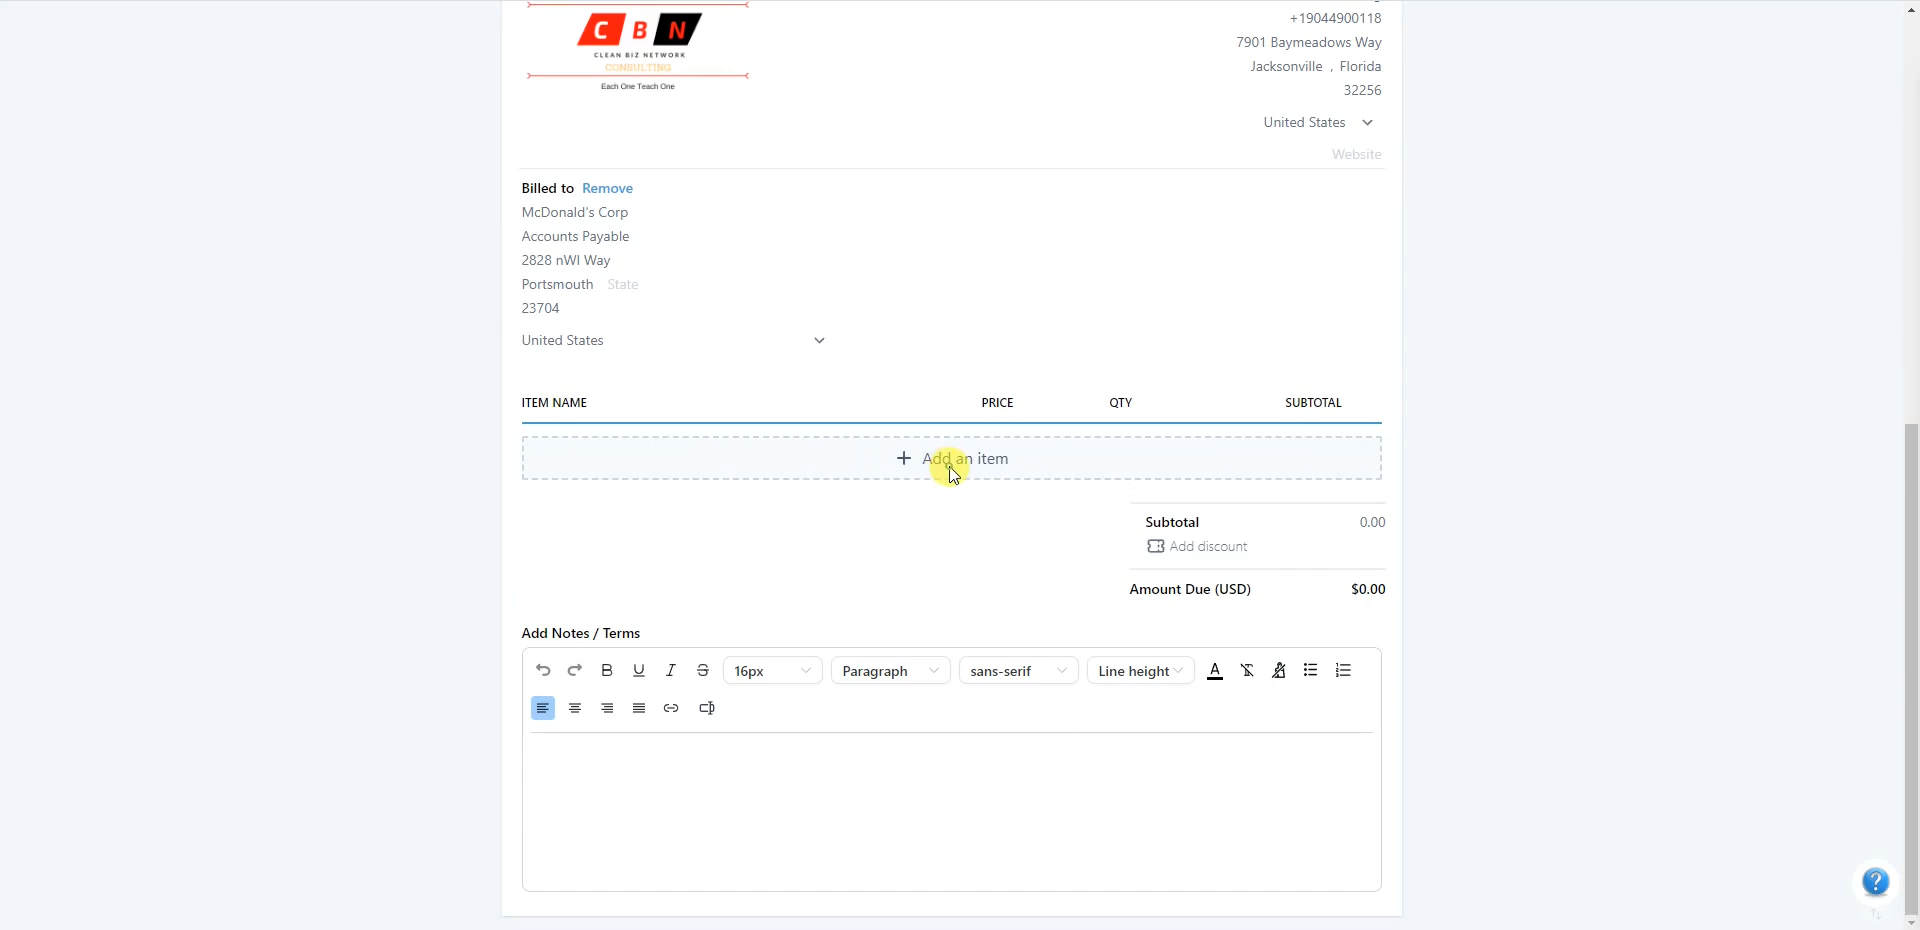 C B N
CLEAN BIZ NETWORK
CONSULTING
Each One Teach One
+19044900118
7901 Baymeadows Way
Jacksonville , Florida
32256
United States
Website
Billed to Remove
McDonald's Corp
Accounts Payable
2828 nWI Way
Portsmouth State
23704
United States
ITEM NAME PRICE QTY SUBTOTAL
+ Add an item
Subtotal 0.00
Add discount
Amount Due (USD) $0.00
Add Notes / Terms
16px Paragraph sans-serif Line height